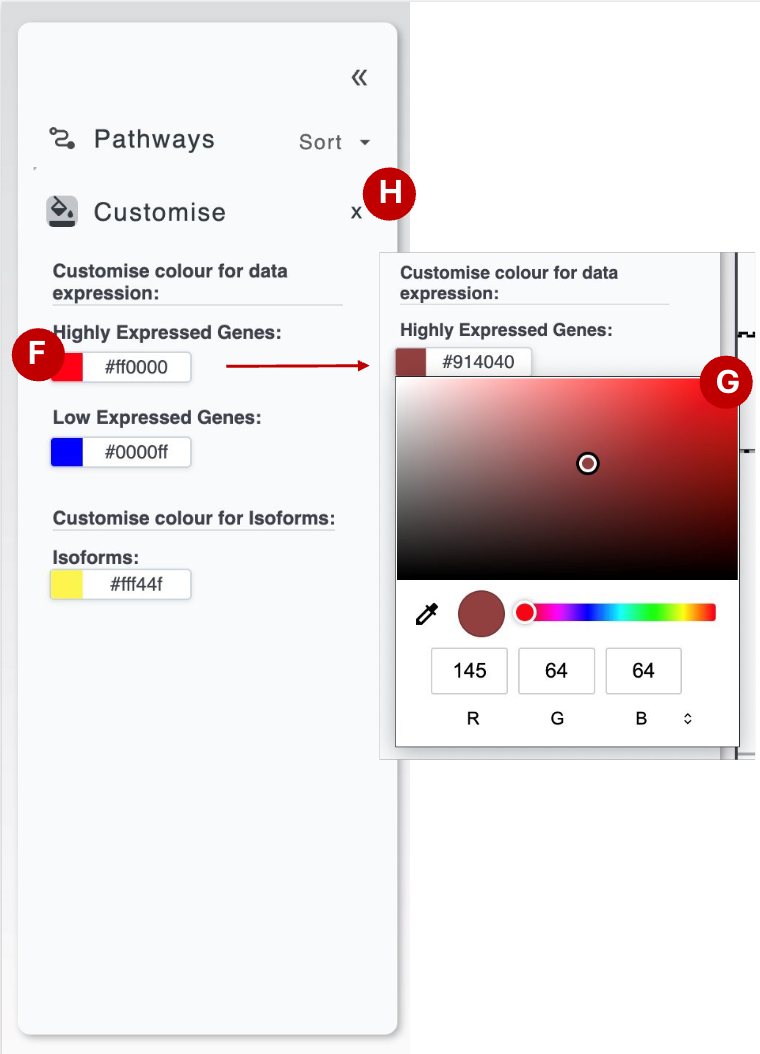 «
Pathways
Sort
H
Customise
x
Customise colour for data
expression:
Highly Expressed Genes:
F
#ff0000
Low Expressed Genes:
#0000ff
Customise colour for Isoforms:
Isoforms:
#fff44f
Customise colour for data
expression:
Highly Expressed Genes:
#914040
G
145 64 64
R G B